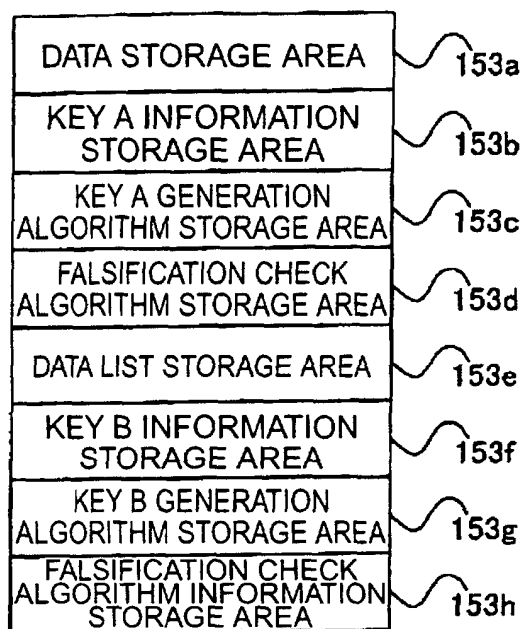 DATA STORAGE AREA
153a
KEY A INFORMATION
STORAGE AREA
153b
KEY A GENERATION
ALGORITHM STORAGE AREA
153c
FALSIFICATION CHECK
ALGORITHM STORAGE AREA
153d
DATA LIST STORAGE AREA
153e
KEY B INFORMATION
STORAGE AREA
153f
KEY B GENERATION
ALGORITHM STORAGE AREA
153g
FALSIFICATION CHECK
ALGORITHM INFORMATION
STORAGE AREA
153h